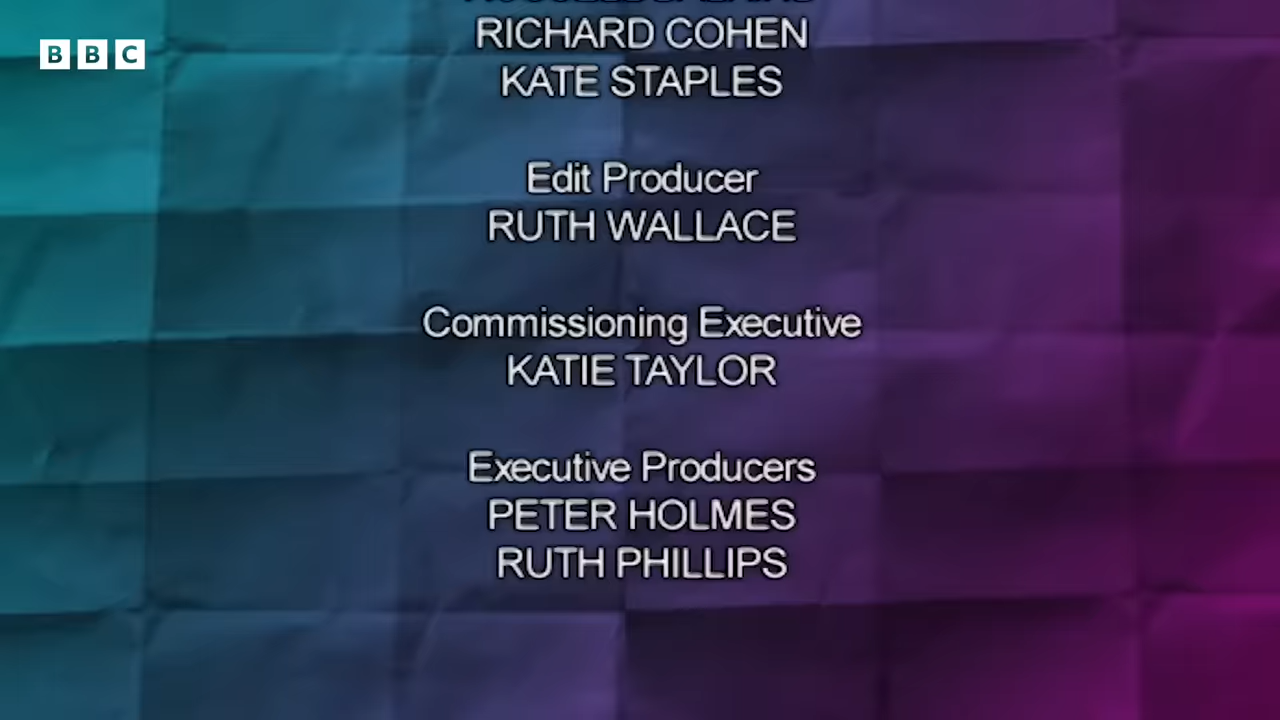 BBC
RICHARD COHEN
KATE STAPLES
Edit Producer
RUTH WALLACE
Commissioning Executive
KATIE TAYLOR
Executive Producers
PETER HOLMES
RUTH PHILLIPS